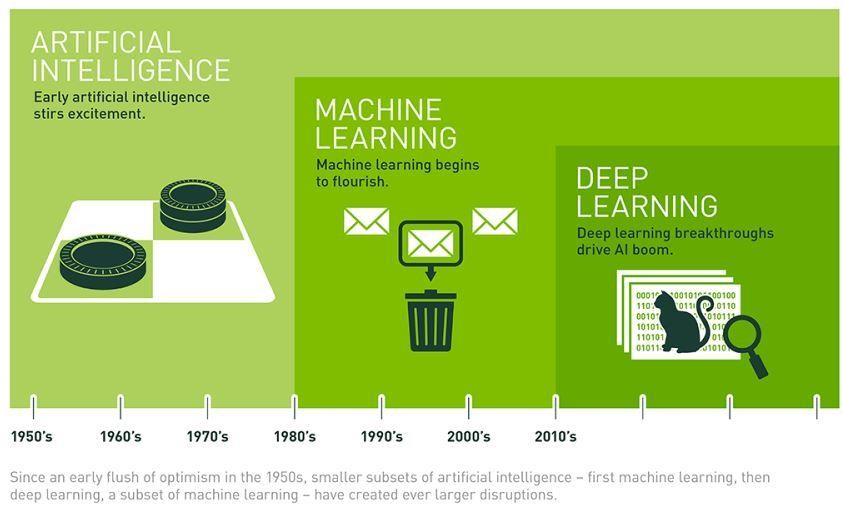 ARTIFICIAL
INTELLIGENCE
Early artificial intelligence
stirs excitement.
MACHINE
LEARNING
Machine learning begins
to flourish.
DEEP
LEARNING
Deep learning breakthroughs
drive AI boom.
1950's 1960's 1970's 1980's 1990's 2000's 2010's
Since an early flush of optimism in the 1950s, smaller subsets of artificial intelligence – first machine learning, then
deep learning, a subset of machine learning – have created ever larger disruptions.